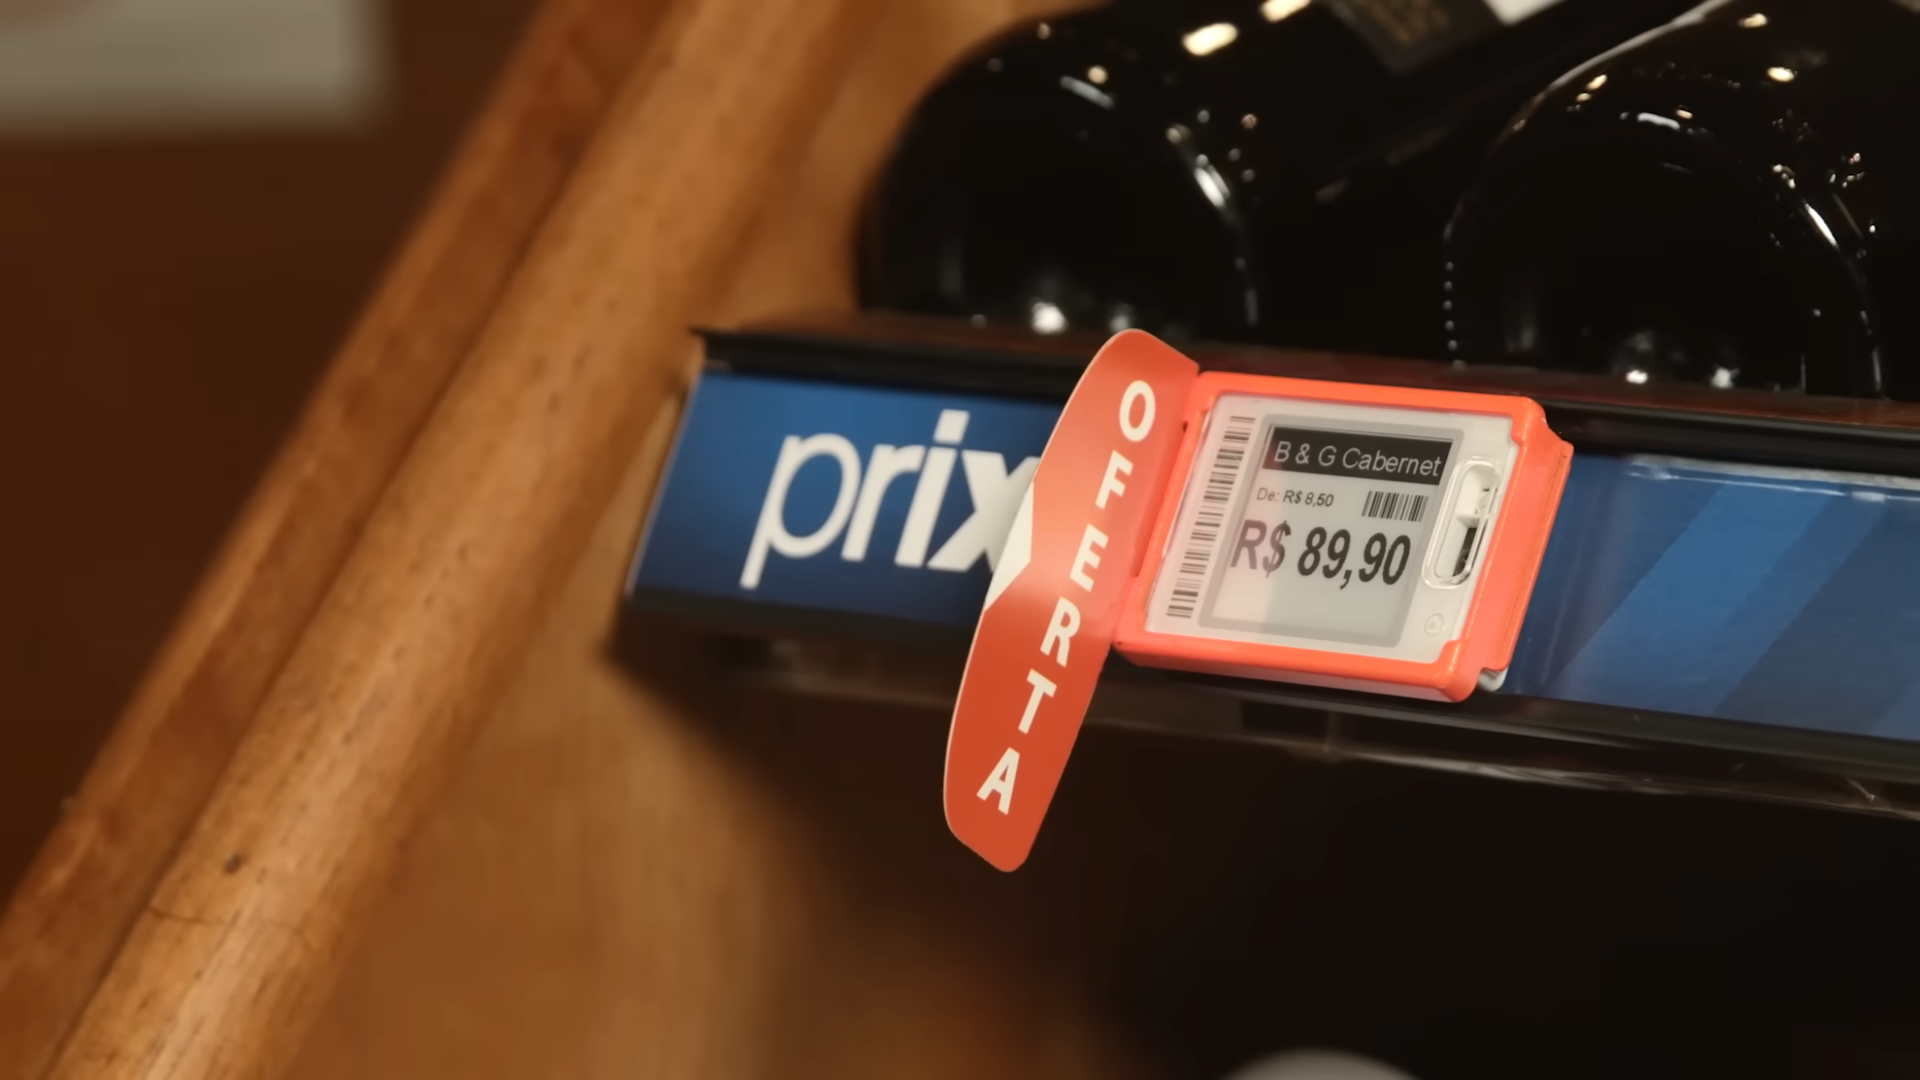 prix
OFERTA
B & G Cabernet
De: R$ 8,50
R$ 89,90